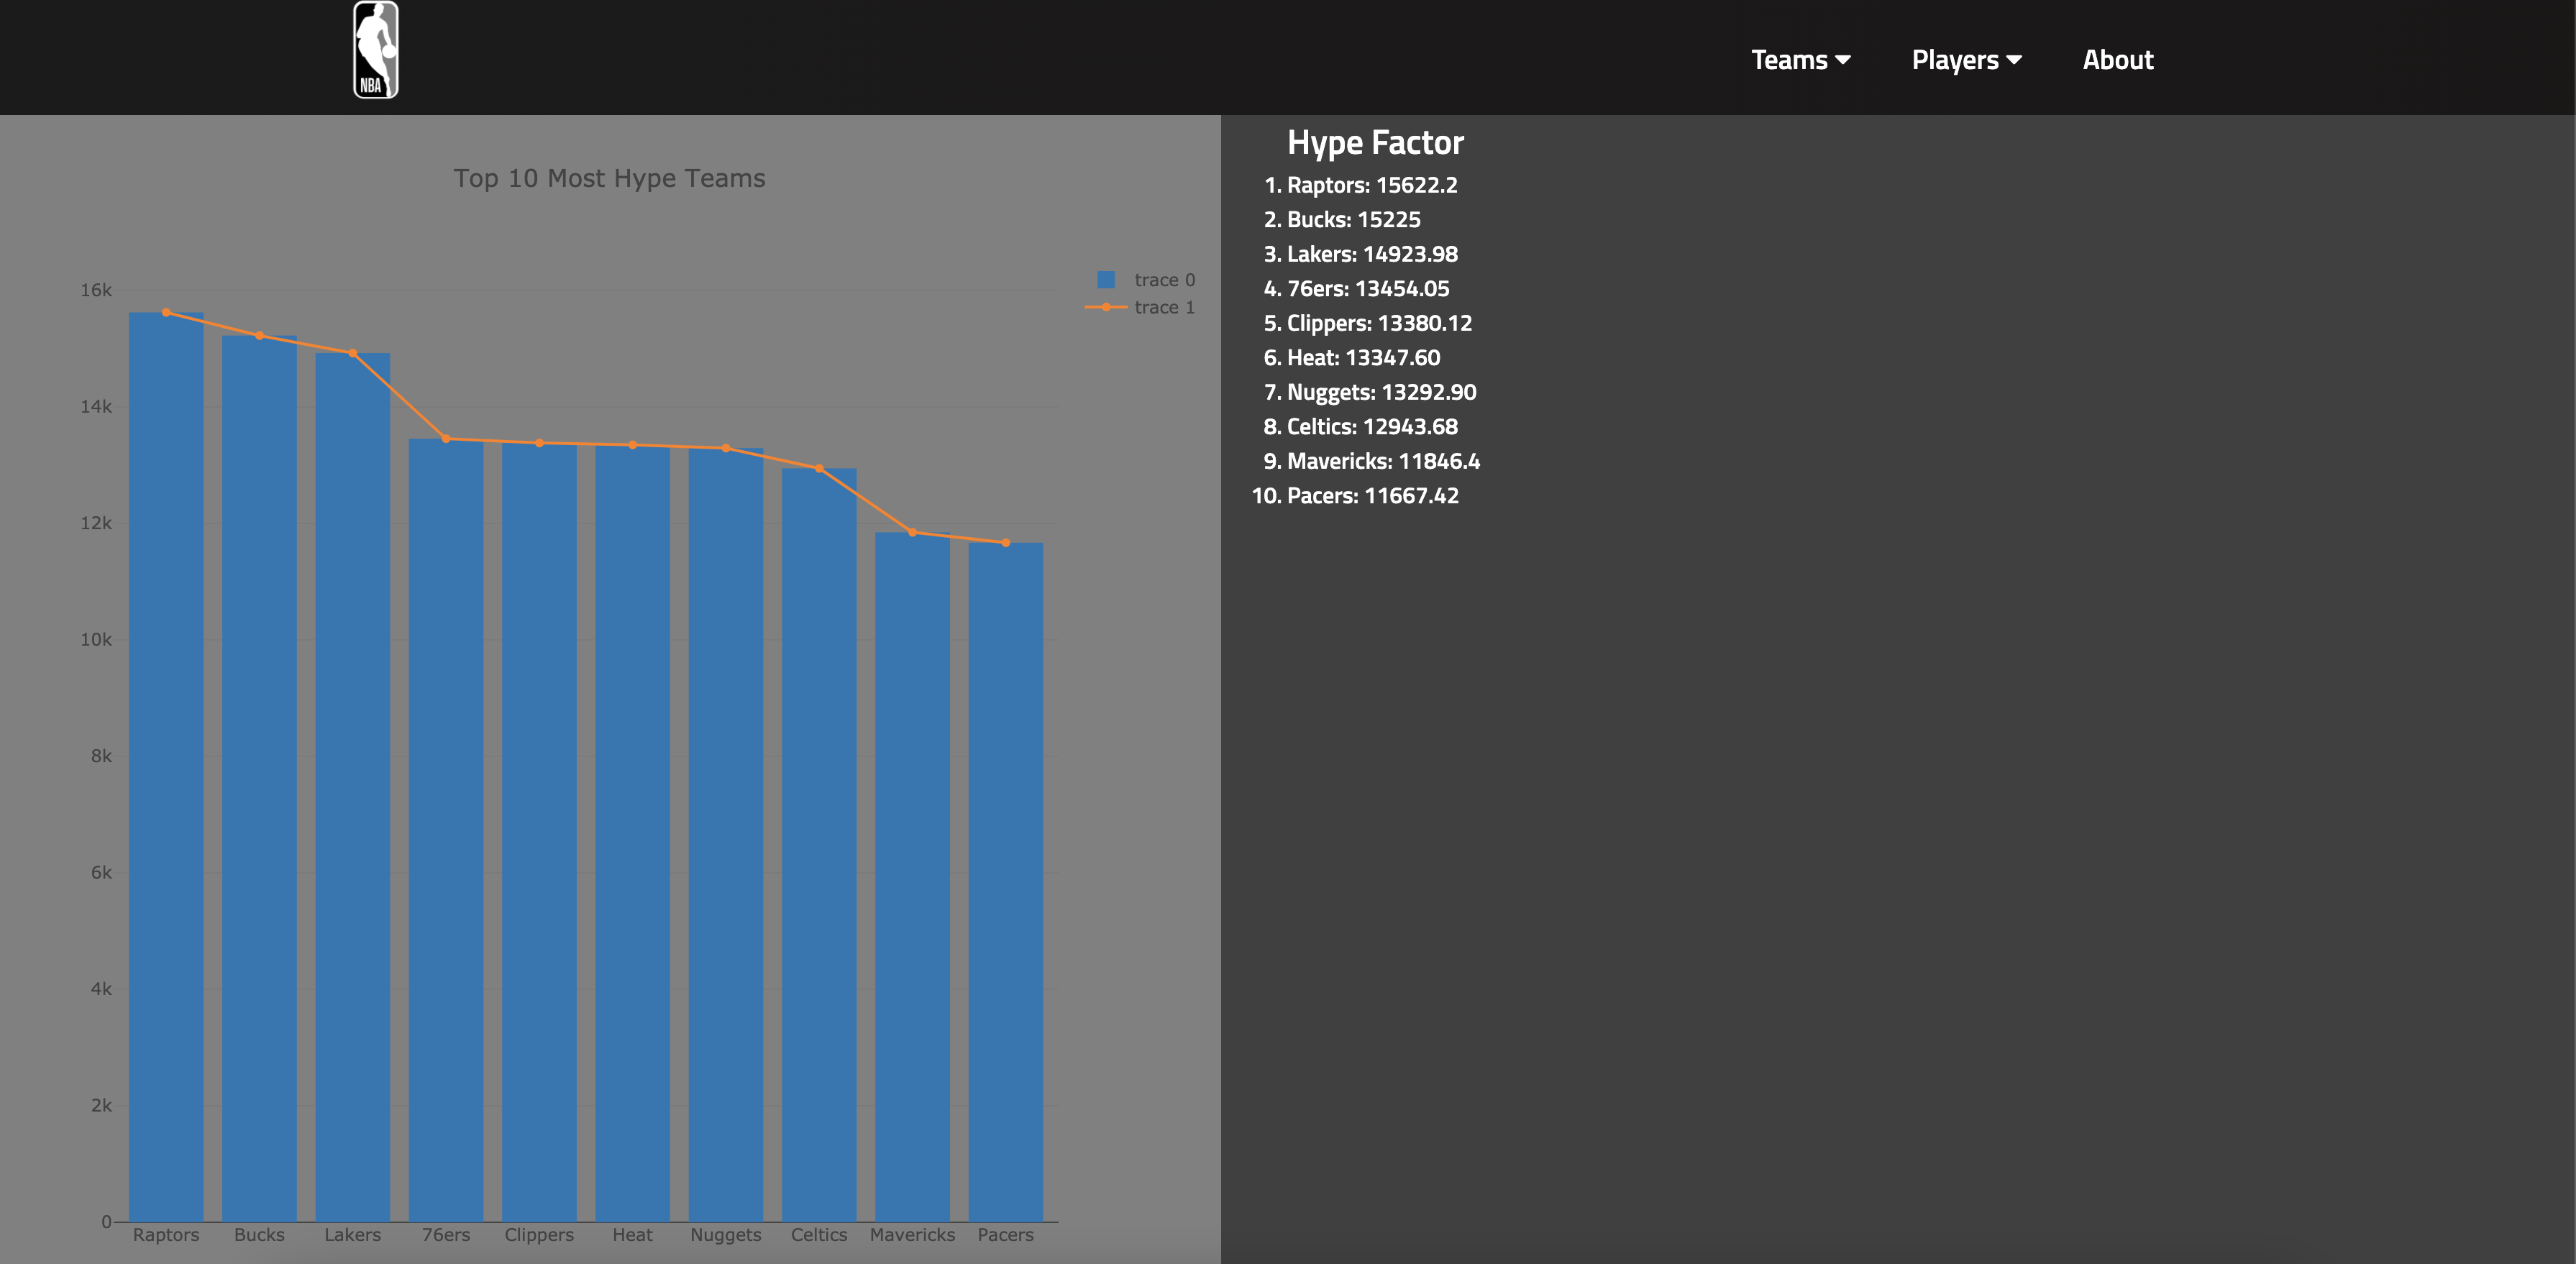 NBA
Teams
Players
About
Top 10 Most Hype Teams
trace 0
trace 1
16k
14k
12k
10k
8k
6k
4k
2k
0
Raptors Bucks Lakers 76ers Clippers Heat Nuggets Celtics Mavericks Pacers
Hype Factor
1. Raptors: 15622.2
2. Bucks: 15225
3. Lakers: 14923.98
4. 76ers: 13454.05
5. Clippers: 13380.12
6. Heat: 13347.60
7. Nuggets: 13292.90
8. Celtics: 12943.68
9. Mavericks: 11846.4
10. Pacers: 11667.42